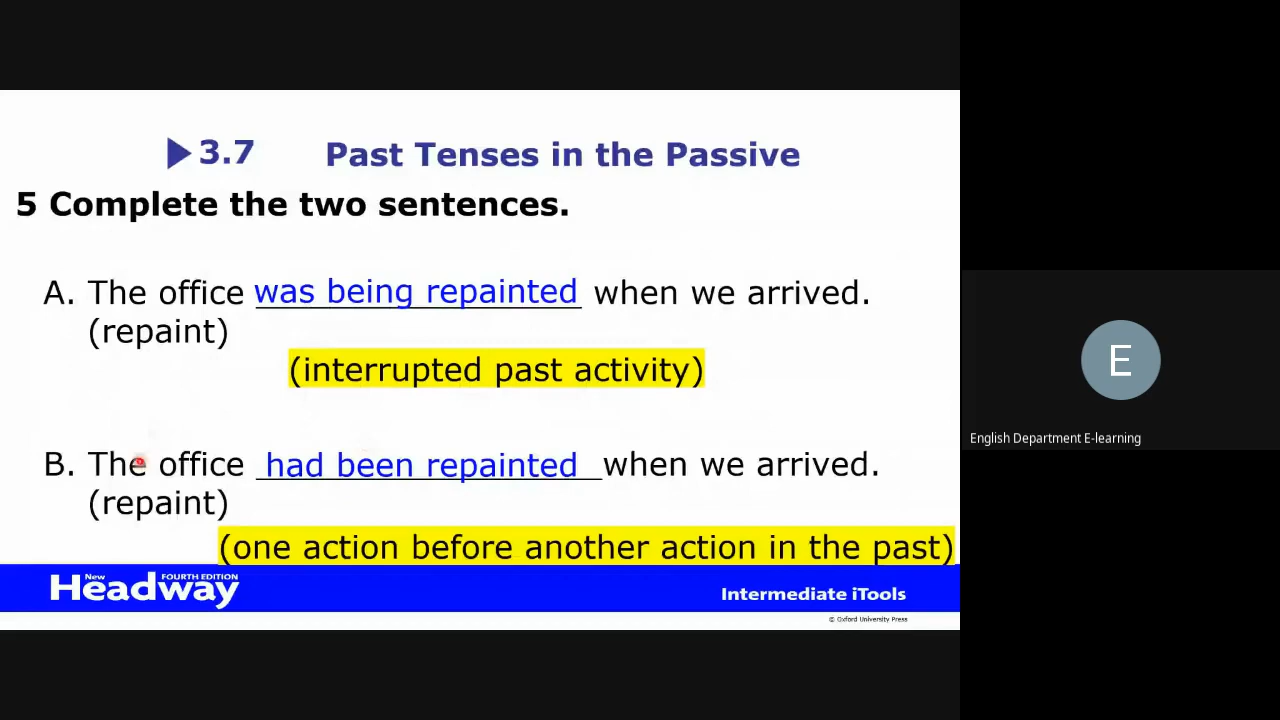 3.7 Past Tenses in the Passive
5 Complete the two sentences.
A. The office was being repainted when we arrived.
(repaint)
(interrupted past activity)
B. The office had been repainted when we arrived.
(repaint)
(one action before another action in the past)
New Headway FOURTH EDITION
Intermediate iTools
© Oxford University Press
E
English Department E-learning